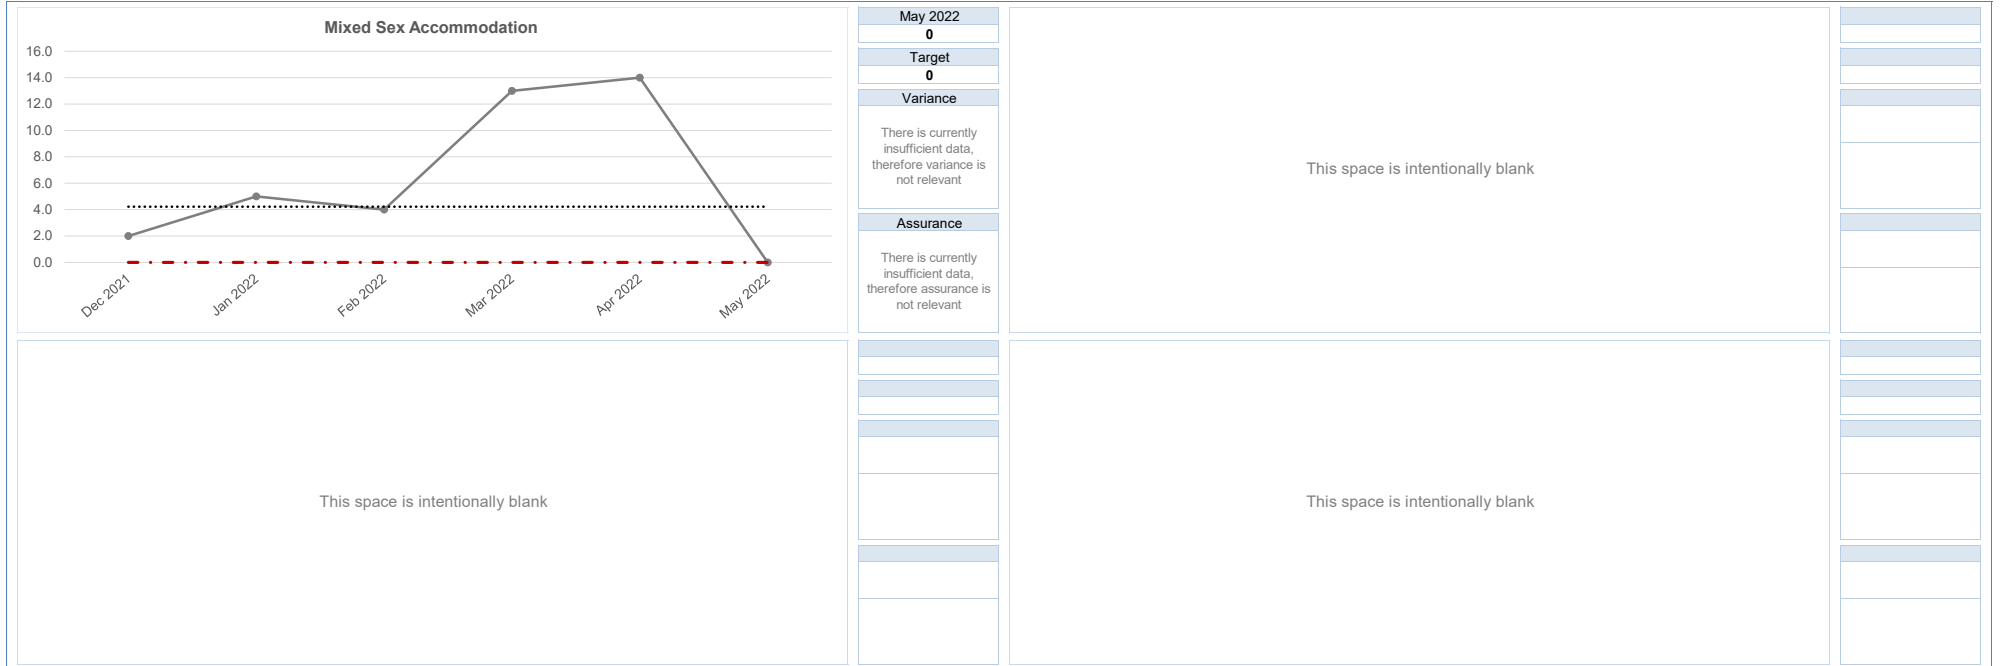 Mixed Sex Accommodation
16.0
14.0
12.0
10.0
8.0
6.0
4.0
2.0
0.0
Dec 2021
Jan 2022
Feb 2022
Mar 2022
Apr 2022
May 2022
May 2022
0
Target
0
Variance
There is currently
insufficient data,
therefore variance is
not relevant
Assurance
There is currently
insufficient data,
therefore assurance is
not relevant
This space is intentionally blank
This space is intentionally blank
This space is intentionally blank